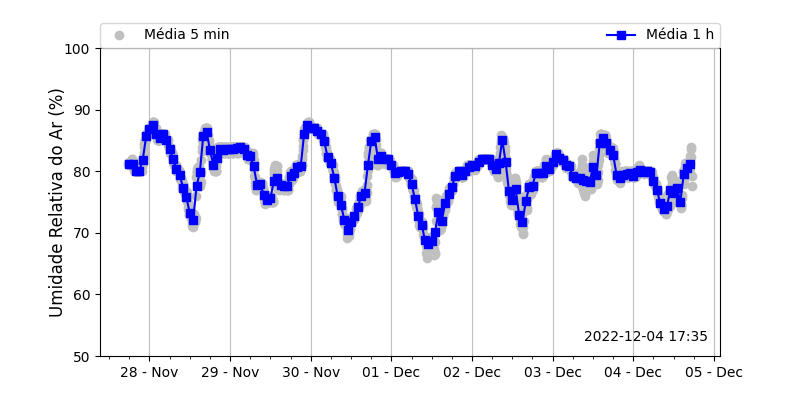 Média 5 min
Média 1 h
Umidade Relativa do Ar (%)
100
90
80
70
60
50
2022-12-04 17:35
28 - Nov
29 - Nov
30 - Nov
01 - Dec
02 - Dec
03 - Dec
04 - Dec
05 - Dec